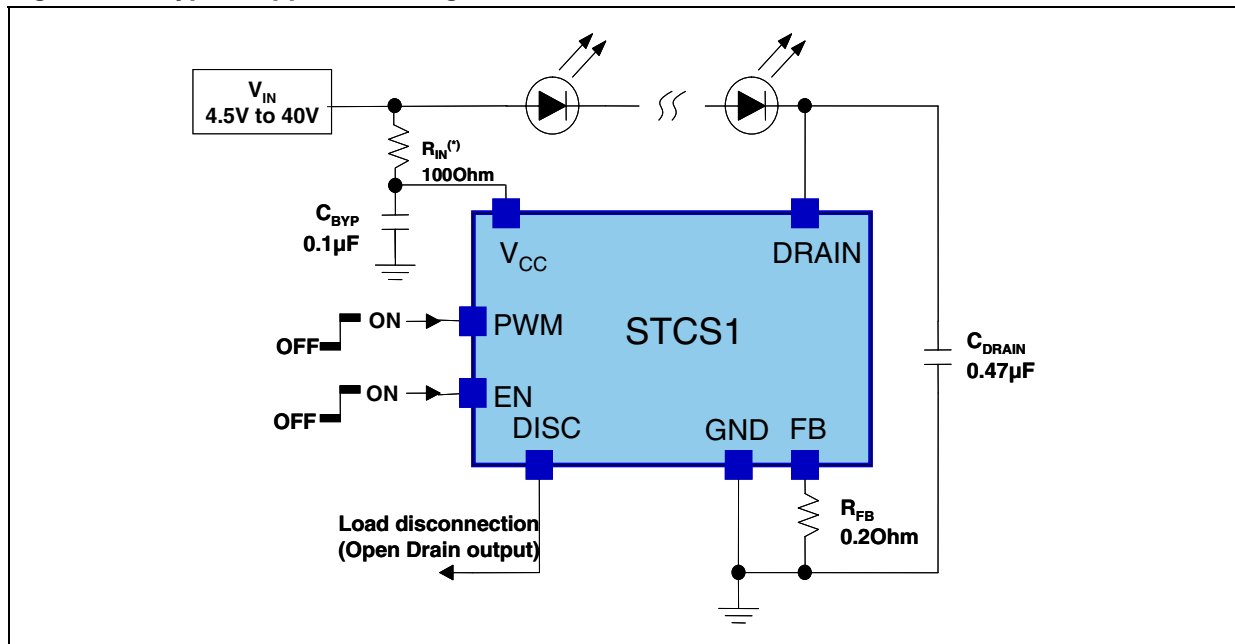 V_IN
4.5V to 40V
R_IN(*)
100Ohm
C_BYP
0.1µF
V_CC
DRAIN
ON
PWM
OFF
STCS1
C_DRAIN
0.47µF
ON
EN
OFF
DISC
GND
FB
Load disconnection
(Open Drain output)
R_FB
0.2Ohm